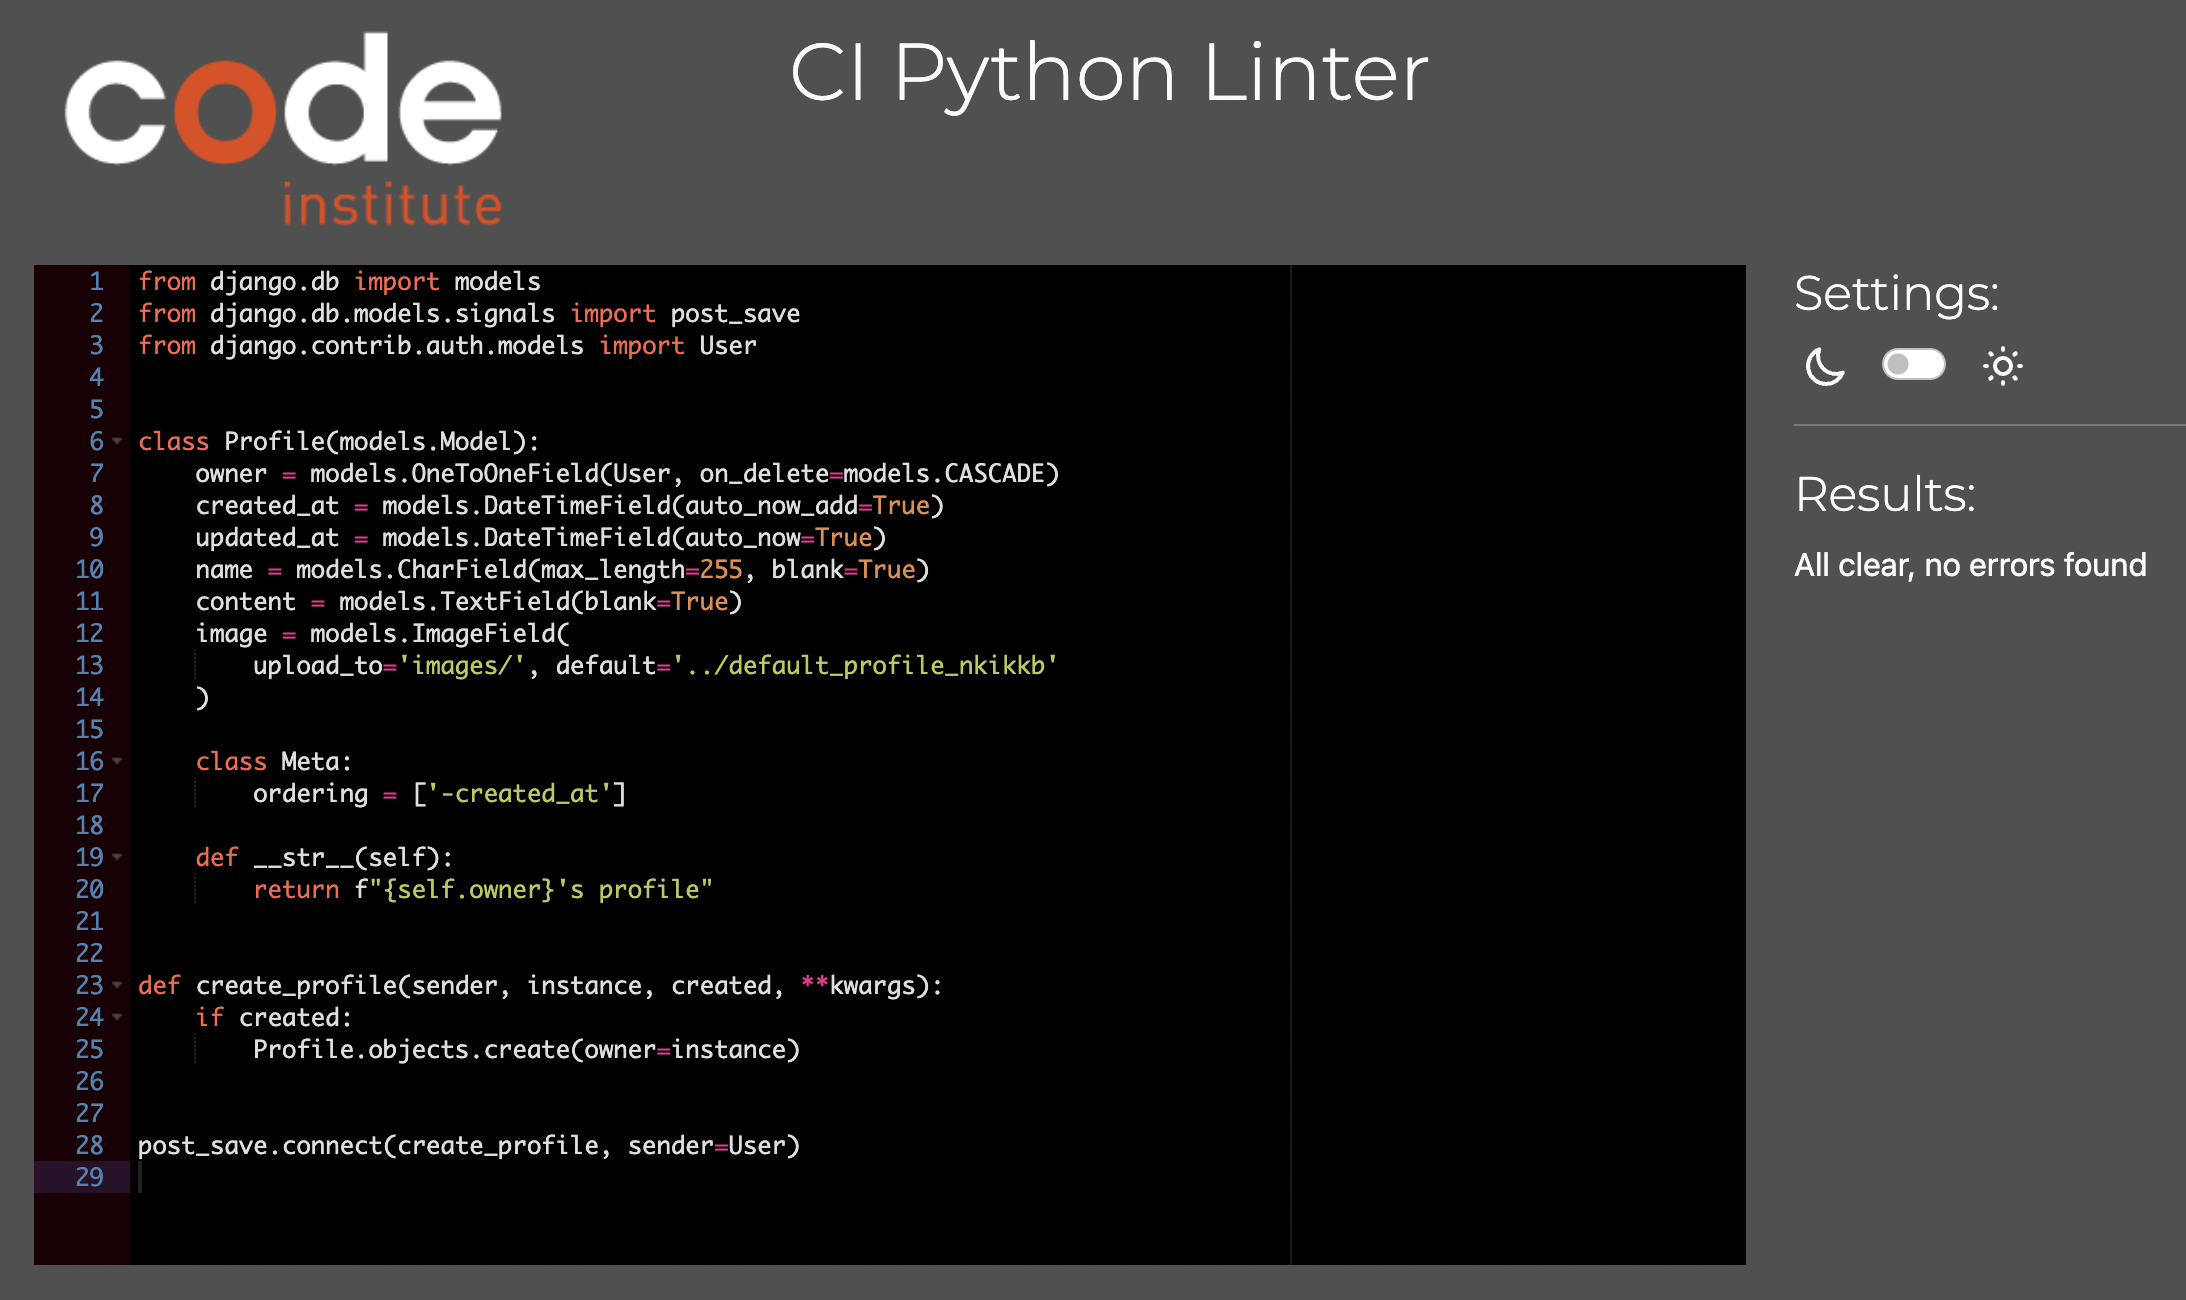 code
institute
CI Python Linter
1 from django.db import models
2 from django.db.models.signals import post_save
3 from django.contrib.auth.models import User
4
5
6 class Profile(models.Model):
7     owner = models.OneToOneField(User, on_delete=models.CASCADE)
8     created_at = models.DateTimeField(auto_now_add=True)
9     updated_at = models.DateTimeField(auto_now=True)
10     name = models.CharField(max_length=255, blank=True)
11     content = models.TextField(blank=True)
12     image = models.ImageField(
13         upload_to='images/', default='../default_profile_nkikkb'
14     )
15
16     class Meta:
17         ordering = ['-created_at']
18
19     def __str__(self):
20         return f"{self.owner}'s profile"
21
22
23 def create_profile(sender, instance, created, **kwargs):
24     if created:
25         Profile.objects.create(owner=instance)
26
27
28 post_save.connect(create_profile, sender=User)
29
Settings:
Results:
All clear, no errors found